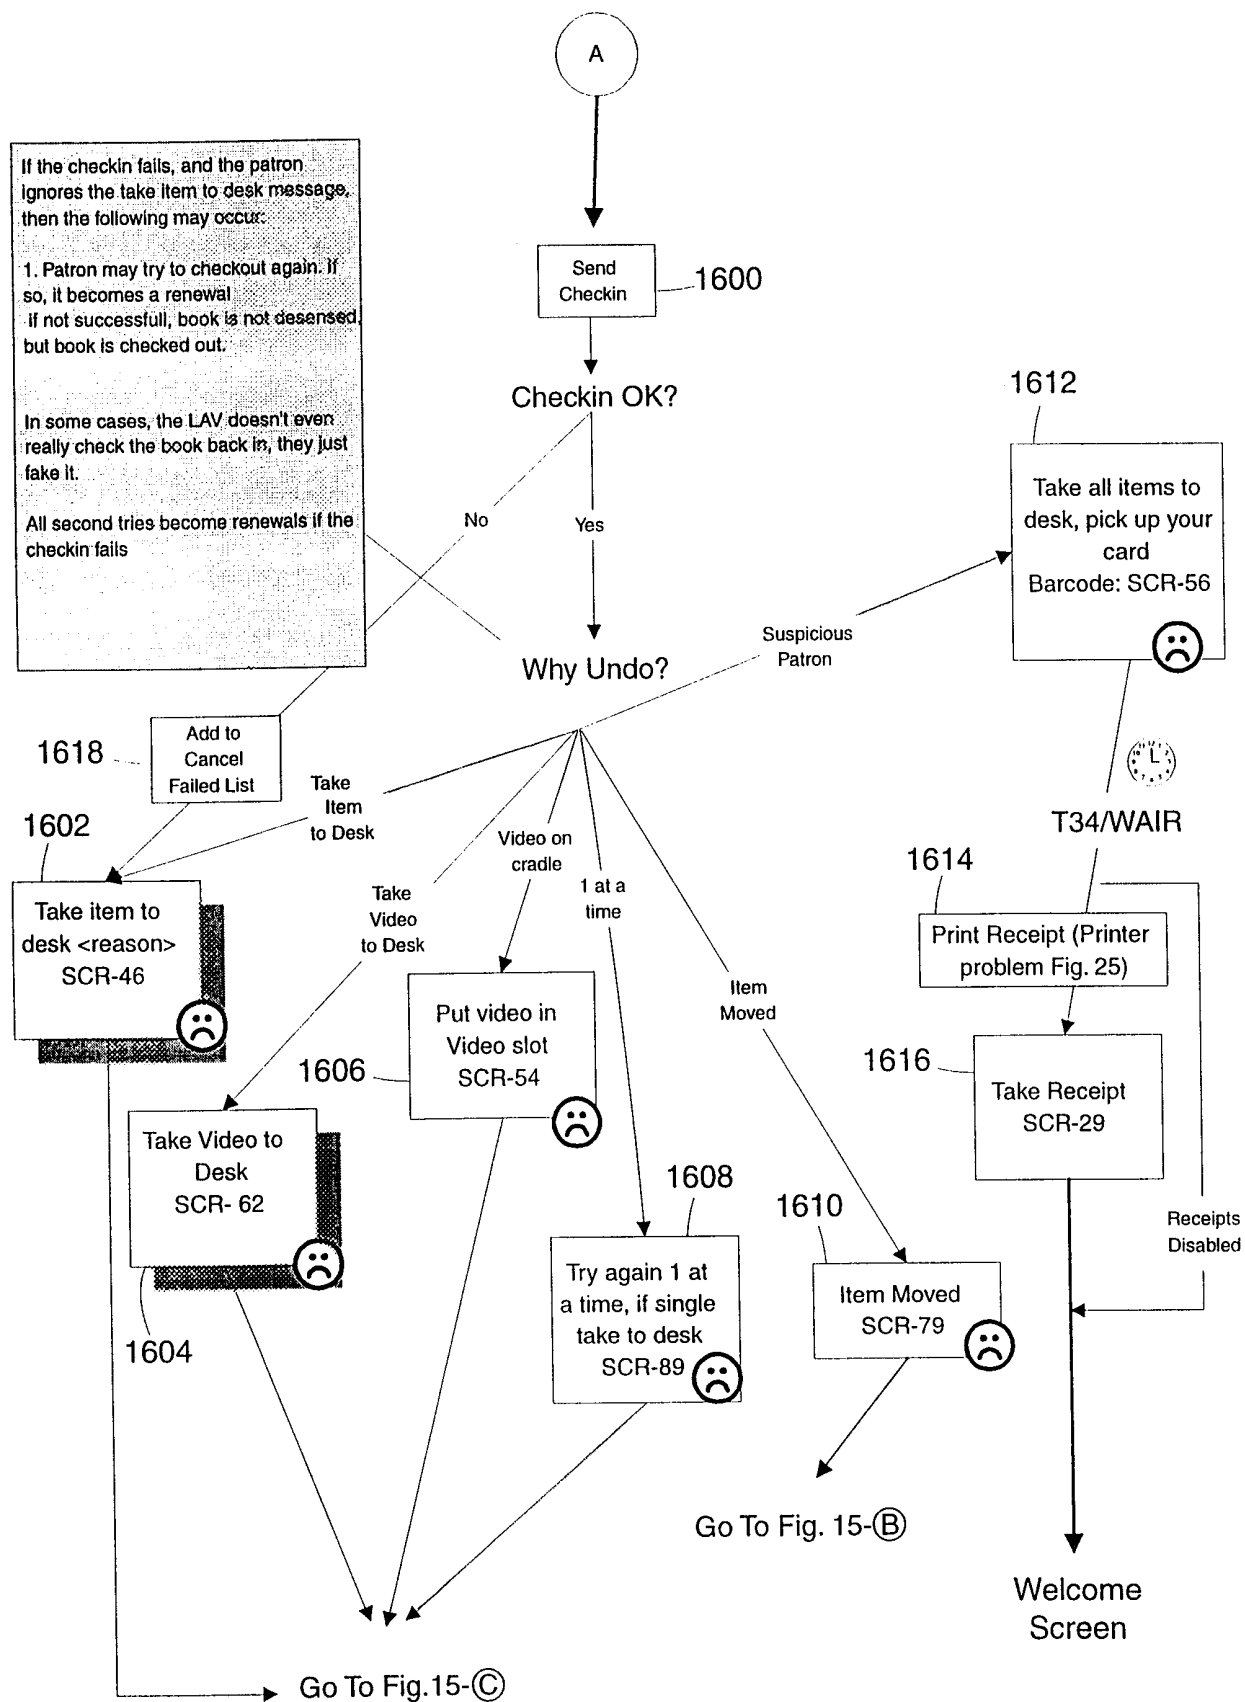 A
If the checkin fails, and the patron
ignores the take item to desk message,
then the following may occur:
1. Patron may try to checkout again. if
so, it becomes a renewal
if not successfull, book is not desensed,
but book is checked out.
In some cases, the LAV doesn't even
really check the book back in, they just
fake it.
All second tries become renewals if the
checkin fails
Send
Checkin
1600
Checkin OK?
No
Yes
1612
Take all items to
desk, pick up your
card
Barcode: SCR-56
Suspicious
Patron
Why Undo?
1618
Add to
Cancel
Failed List
Take
Item
to Desk
Video on
cradle
1 at a
time
Take
Video
to Desk
Item
Moved
T34/WAIR
1602
Take item to
desk <reason>
SCR-46
1614
Print Receipt (Printer
problem Fig. 25)
1606
Put video in
Video slot
SCR-54
1616
Take Receipt
SCR-29
Take Video to
Desk
SCR- 62
1604
1608
Try again 1 at
a time, if single
take to desk
SCR-89
1610
Item Moved
SCR-79
Receipts
Disabled
Go To Fig. 15-Ⓑ
Welcome
Screen
Go To Fig.15-Ⓒ